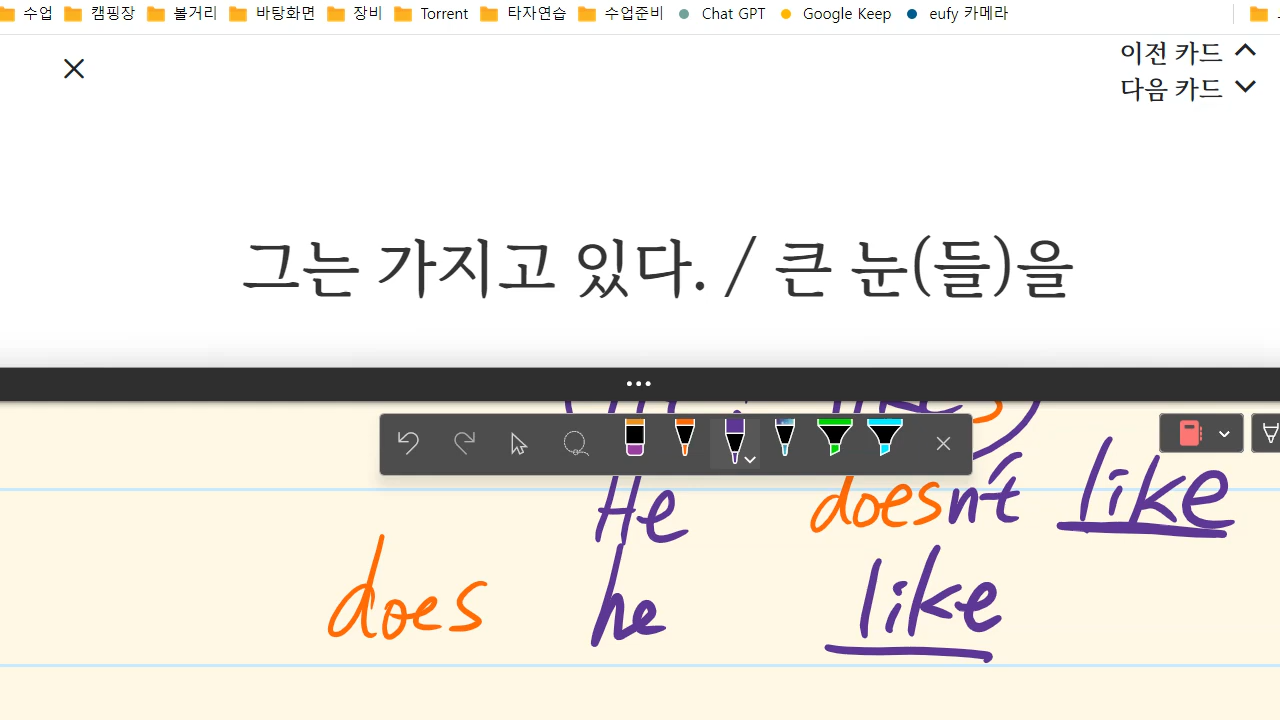 수업 캠핑장 볼거리 바탕화면 장비 Torrent 타자연습 수업준비 Chat GPT Google Keep eufy 카메라
이전 카드
다음 카드
그는 가지고 있다. / 큰 눈(들)을
He doesn't like
does he like